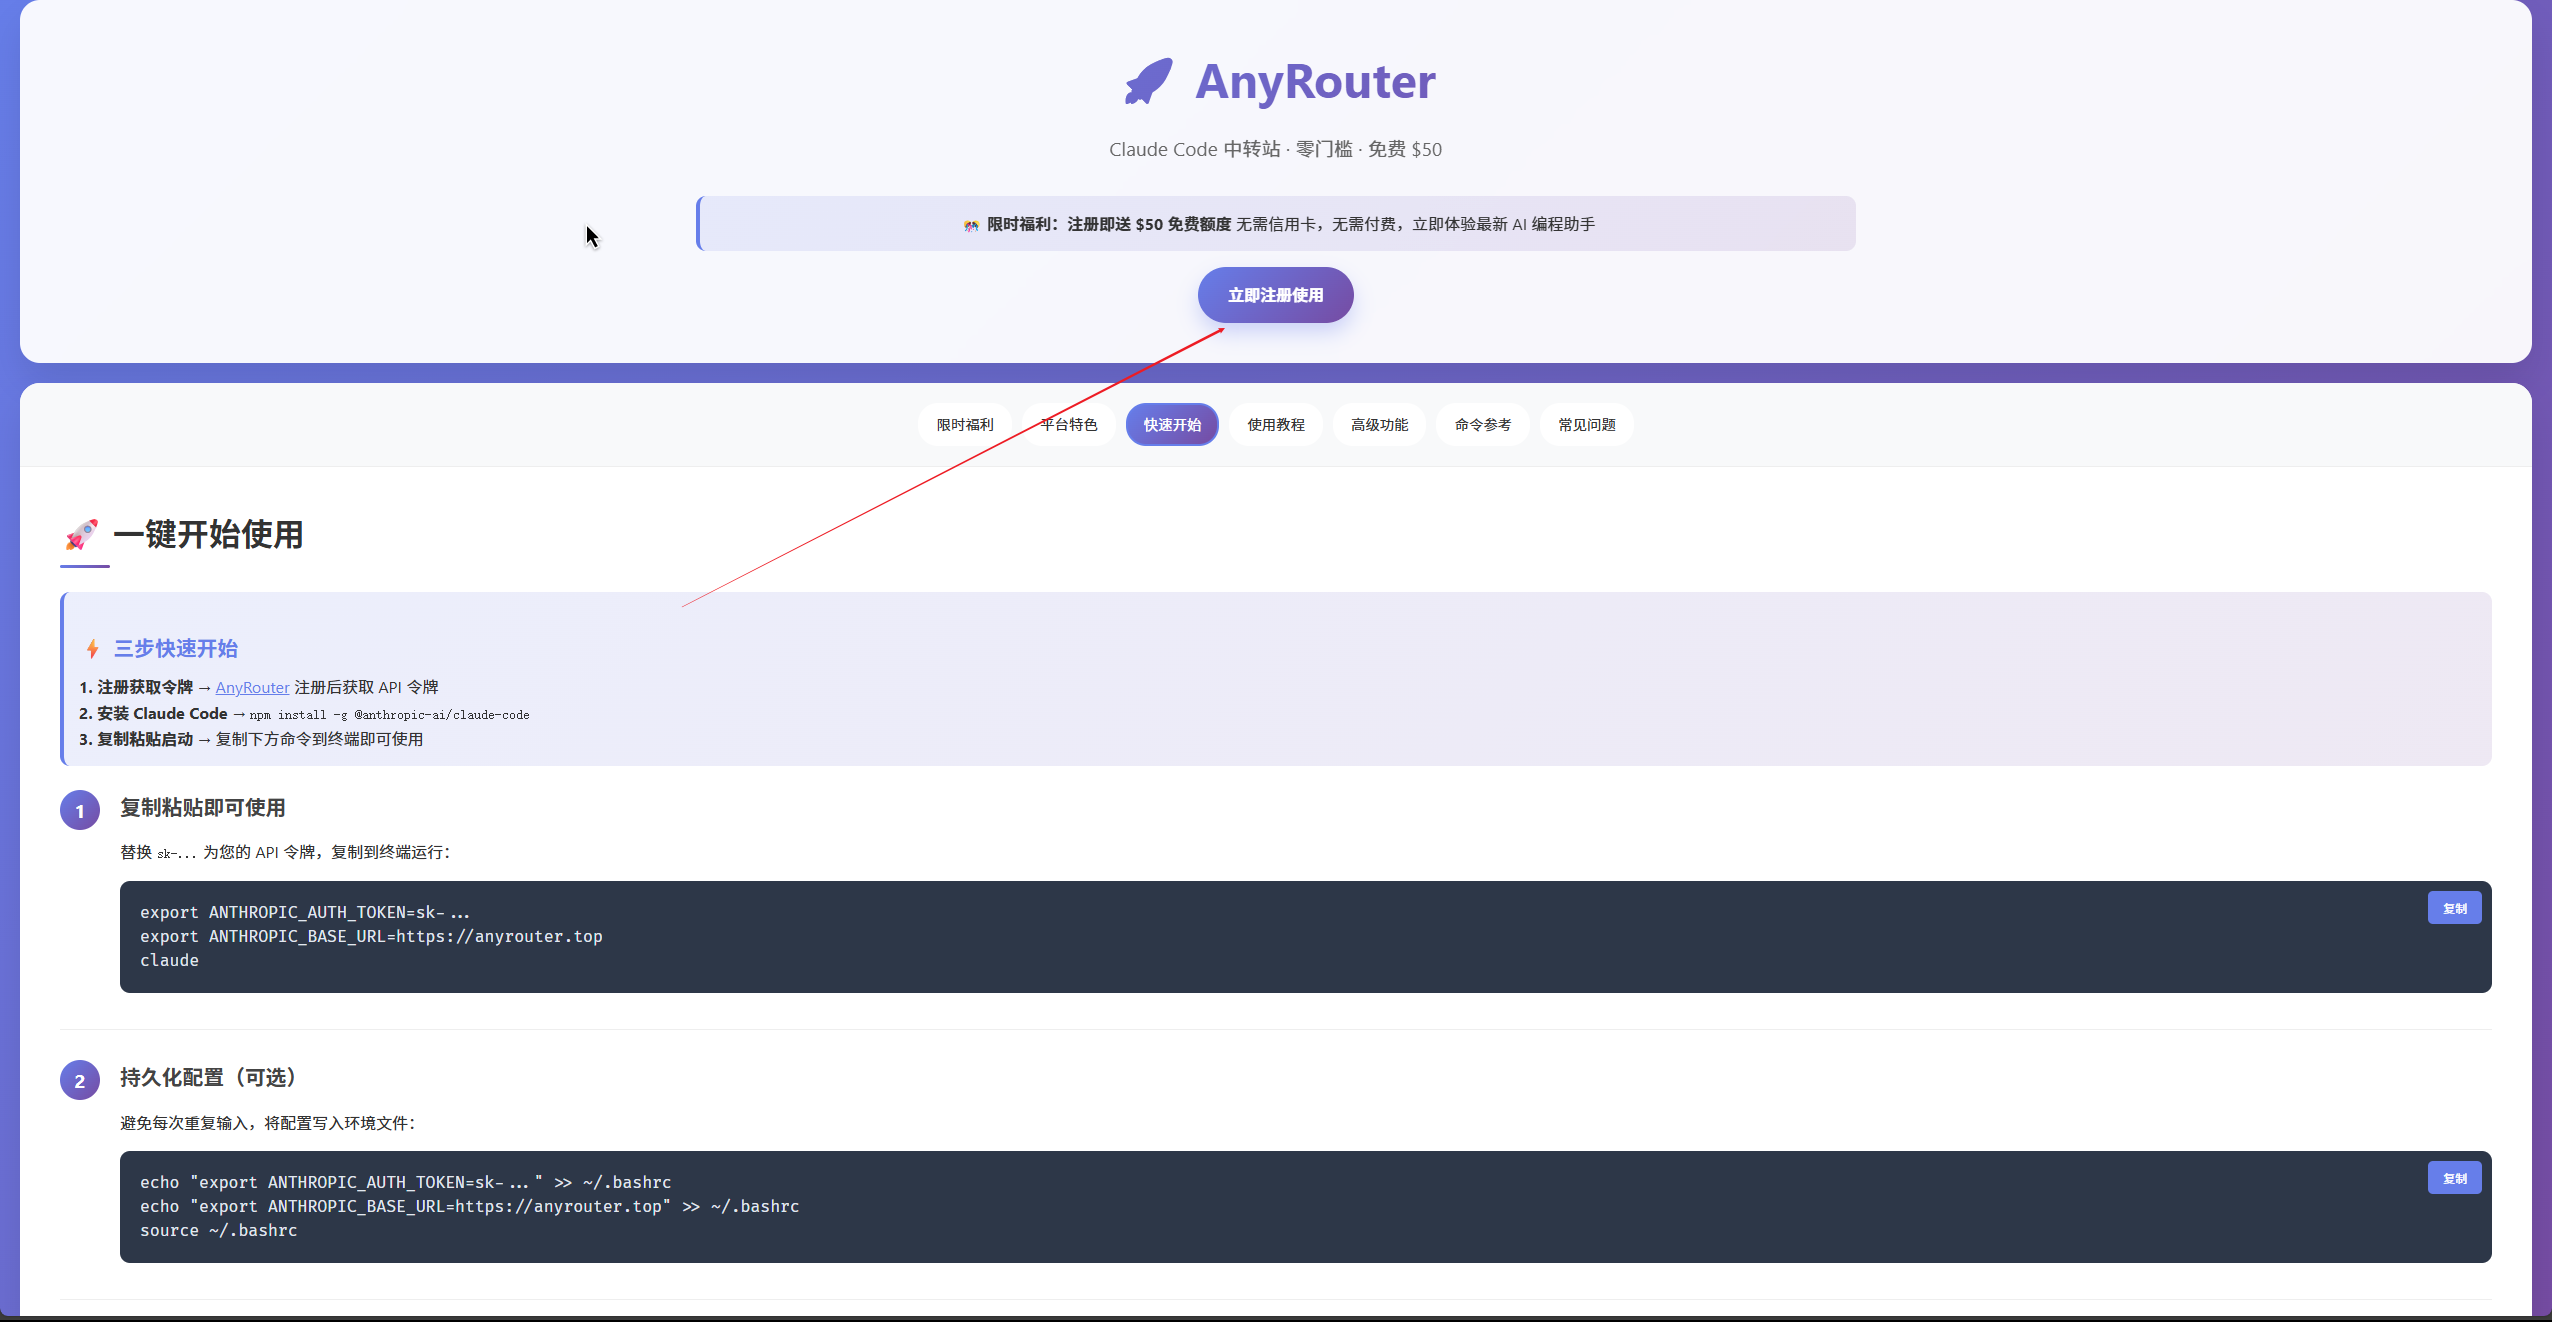 AnyRouter
Claude Code 中转站 · 零门槛 · 免费 $50
限时福利：注册即送 $50 免费额度 无需信用卡，无需付费，立即体验最新 AI 编程助手
立即注册使用
限时福利 平台特色 快速开始 使用教程 高级功能 命令参考 常见问题
一键开始使用
三步快速开始
1. 注册获取令牌 → AnyRouter 注册后获取 API 令牌
2. 安装 Claude Code → npm install -g @anthropic-ai/claude-code
3. 复制粘贴启动 → 复制下方命令到终端即可使用
1 复制粘贴即可使用
替换 sk-... 为您的 API 令牌，复制到终端运行：
复制
export ANTHROPIC_AUTH_TOKEN=sk-...
export ANTHROPIC_BASE_URL=https://anyrouter.top
claude
2 持久化配置（可选）
避免每次重复输入，将配置写入环境文件：
复制
echo "export ANTHROPIC_AUTH_TOKEN=sk-..." >> ~/.bashrc
echo "export ANTHROPIC_BASE_URL=https://anyrouter.top" >> ~/.bashrc
source ~/.bashrc